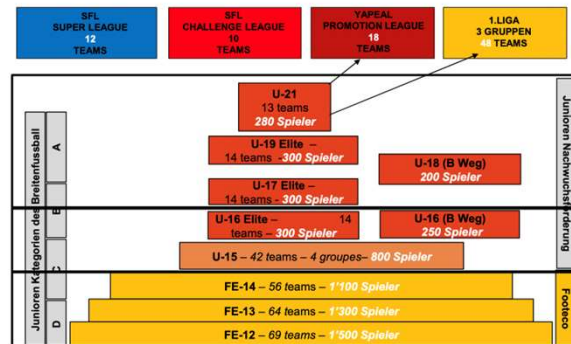 SFL
SUPER LEAGUE
12
TEAMS
SFL
CHALLENGE LEAGUE
10
TEAMS
YAPEAL
PROMOTION LEAGUE
18
TEAMS
1.LIGA
3 GRUPPEN
48 TEAMS
U-21
13 teams
280 Spieler
U-19 Elite –
14 teams -300 Spieler
U-18 (B Weg)
200 Spieler
U-17 Elite –
14 teams - 300 Spieler
U-16 Elite – 14
teams – 300 Spieler
U-16 (B Weg)
250 Spieler
U-15 – 42 teams – 4 groupes– 800 Spieler
FE-14 – 56 teams – 1'100 Spieler
FE-13 – 64 teams – 1'300 Spieler
FE-12 – 69 teams – 1'500 Spieler
Junioren Kategorien des Breitenfussball
A
B
C
D
Junioren Nachwuchsförderung
Footeco